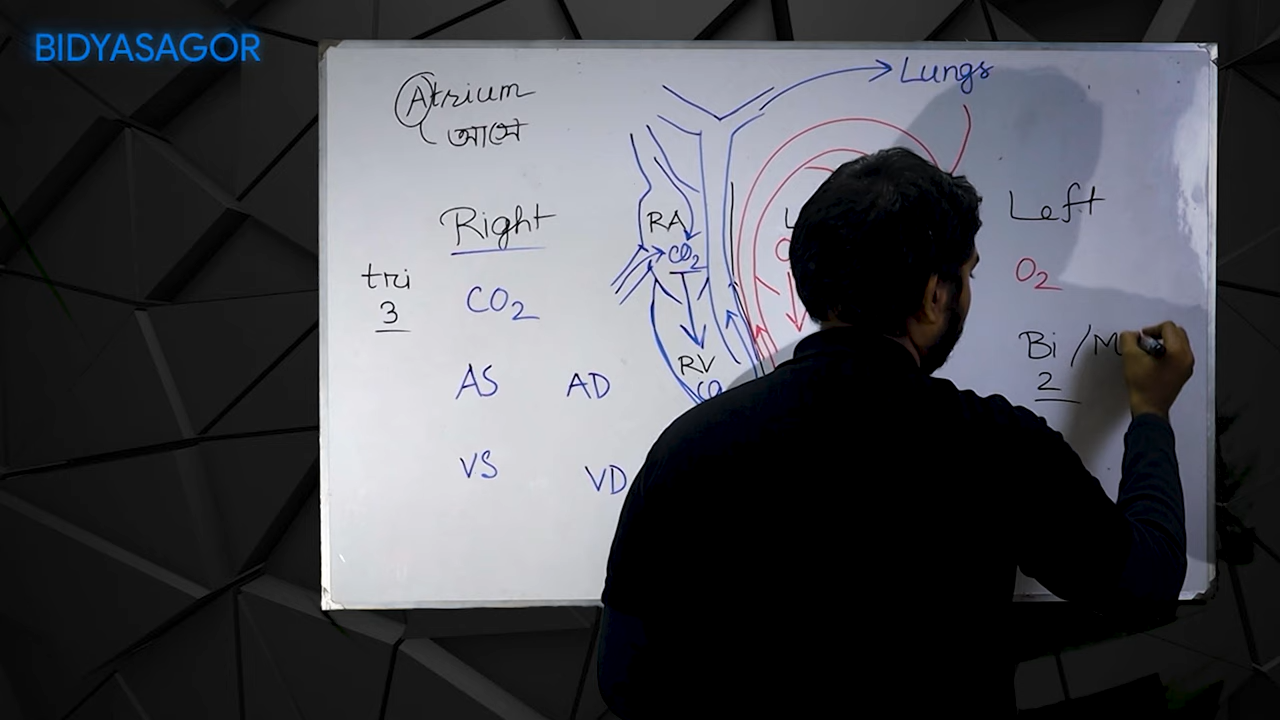 BIDYASAGOR
Atrium
আসে
Lungs
Right
Left
RA
L
tri
3
CO2
CO2
O2
RV
Bi / M
2
AS AD
VS VD